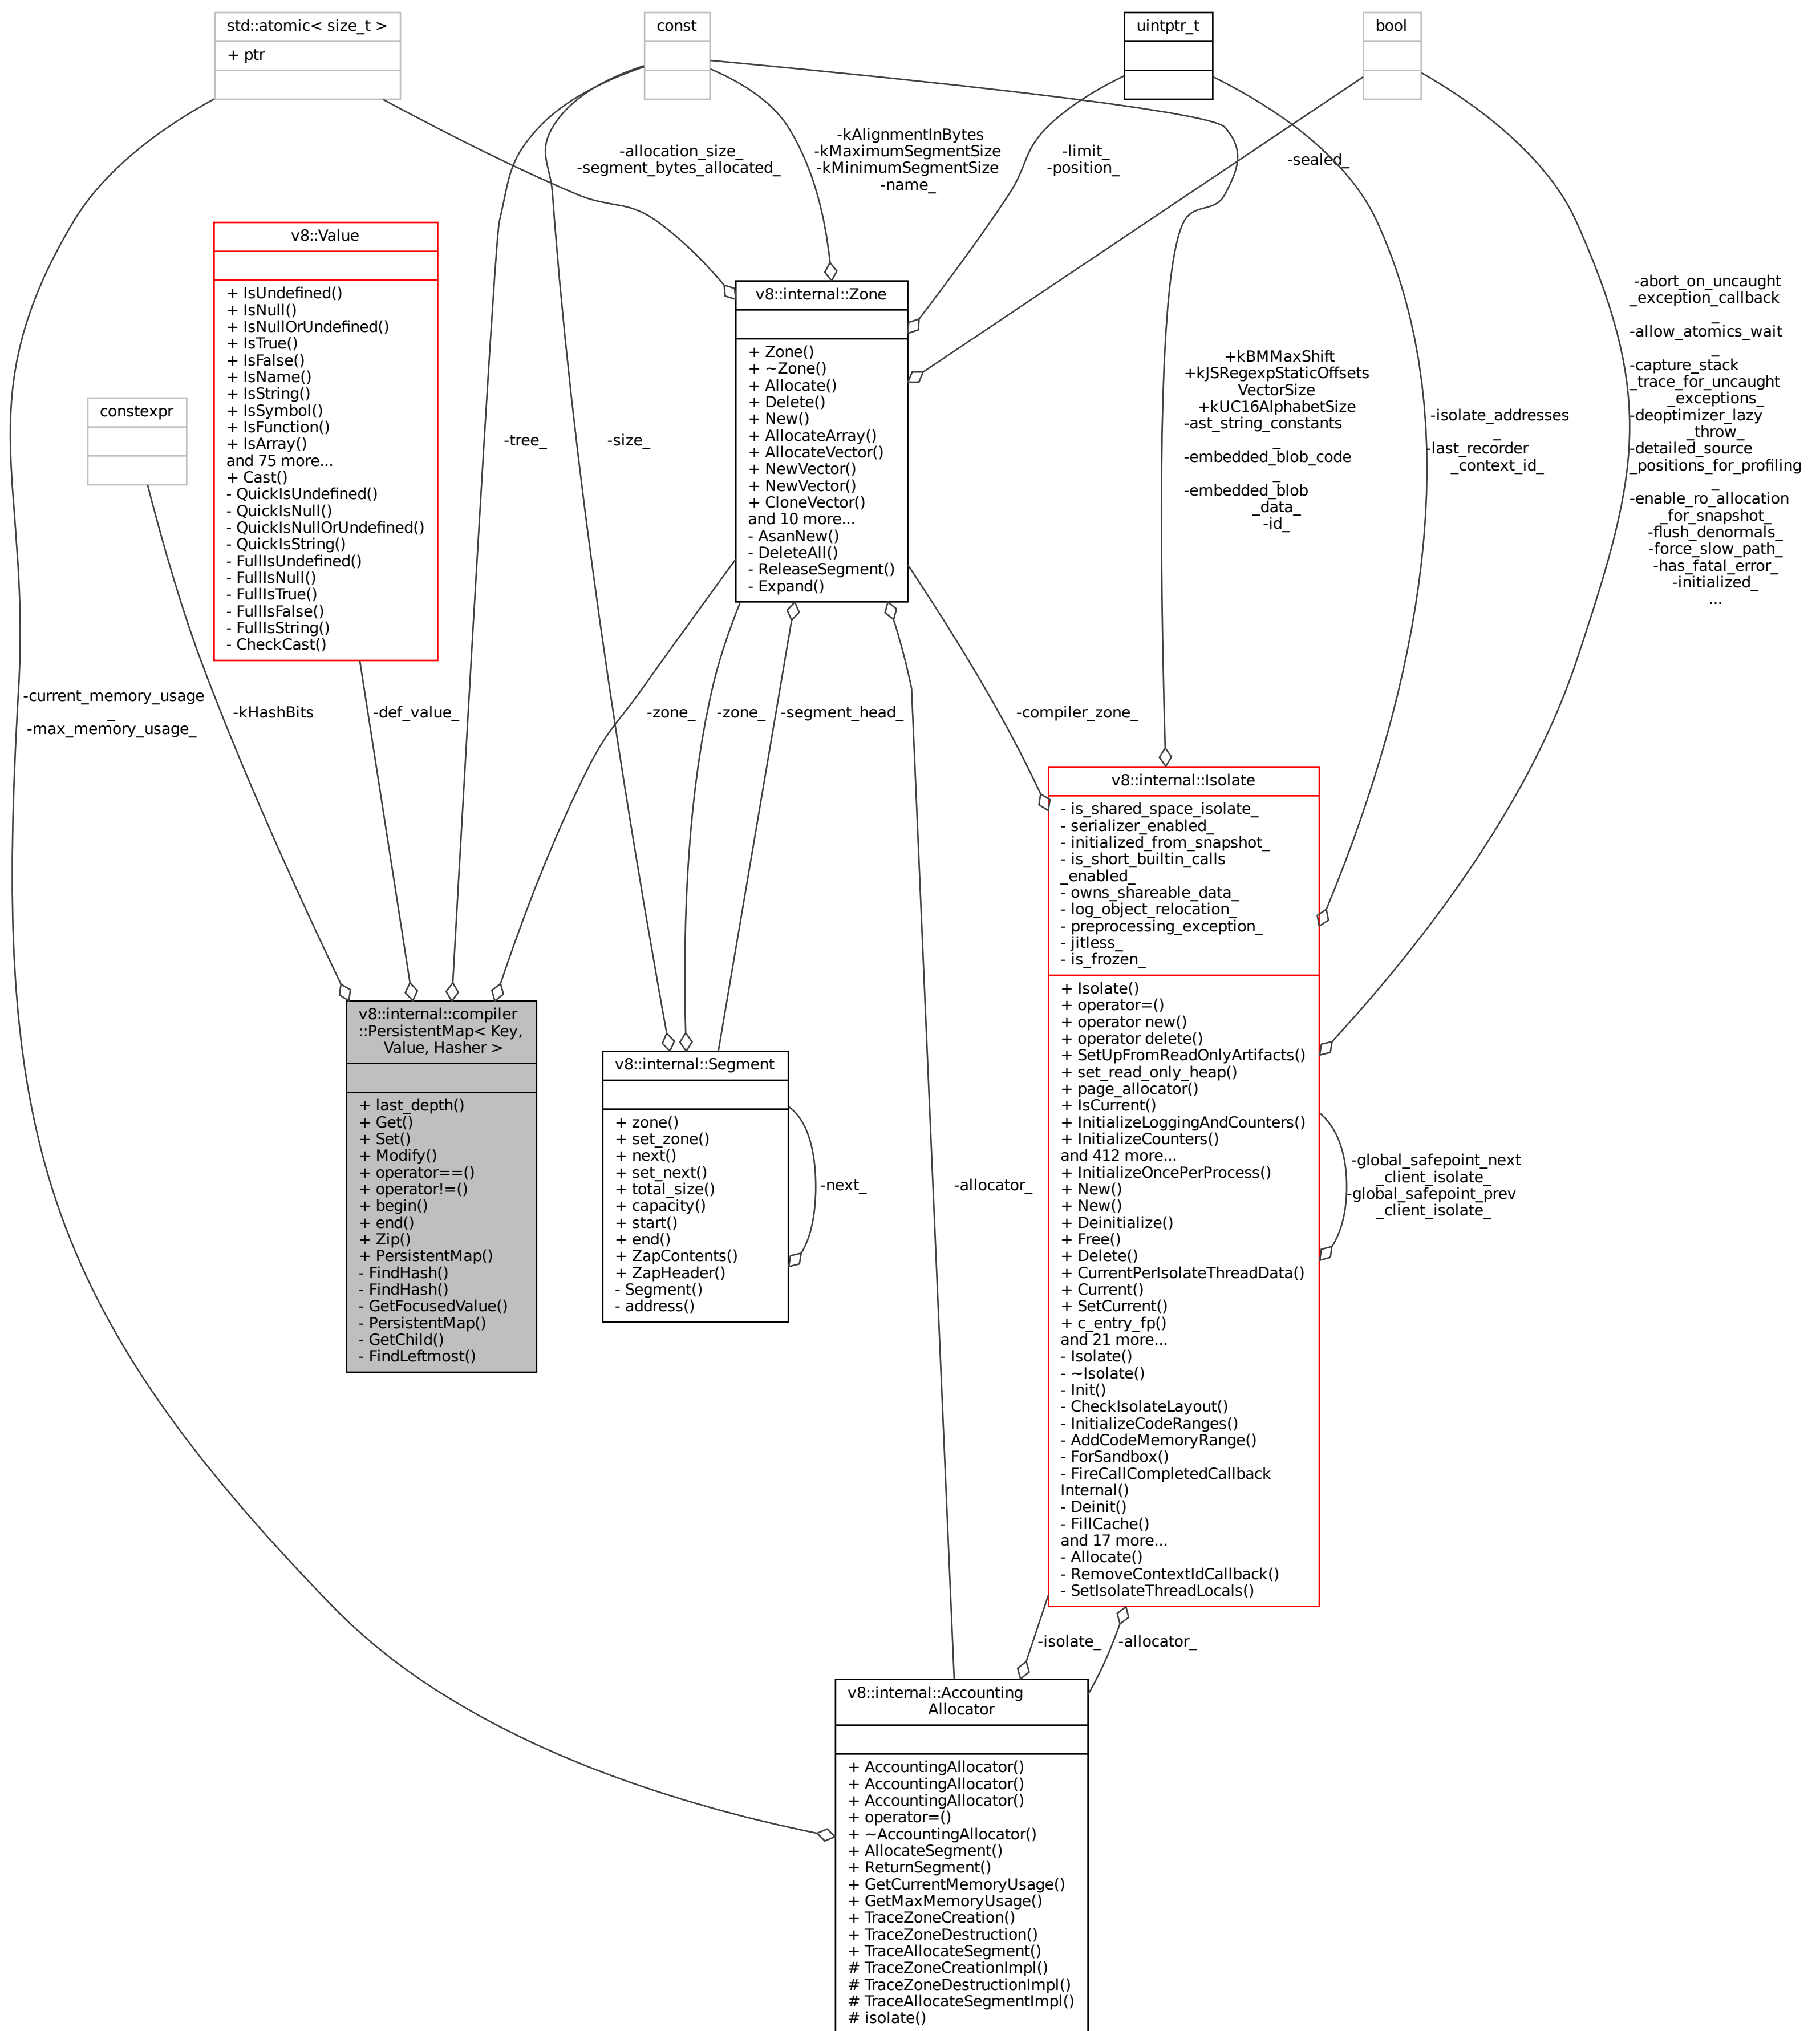 std::atomic< size_t >
+ ptr
const
uintptr_t
bool
-allocation_size_
-segment_bytes_allocated_
-kAlignmentInBytes
-kMaximumSegmentSize
-kMinimumSegmentSize
-name_
-limit_
-position_
-sealed_
v8::Value
+ IsUndefined()
+ IsNull()
+ IsNullOrUndefined()
+ IsTrue()
+ IsFalse()
+ IsName()
+ IsString()
+ IsSymbol()
+ IsFunction()
+ IsArray()
and 75 more...
+ Cast()
- QuickIsUndefined()
- QuickIsNull()
- QuickIsNullOrUndefined()
- QuickIsString()
- FullIsUndefined()
- FullIsNull()
- FullIsTrue()
- FullIsFalse()
- FullIsString()
- CheckCast()
constexpr
v8::internal::Zone
+ Zone()
+ ~Zone()
+ Allocate()
+ Delete()
+ New()
+ AllocateArray()
+ AllocateVector()
+ NewVector()
+ NewVector()
+ CloneVector()
and 10 more...
- AsanNew()
- DeleteAll()
- ReleaseSegment()
- Expand()
-tree_
-size_
+kBMMaxShift
+kJSRegexpStaticOffsets
VectorSize
+kUC16AlphabetSize
-ast_string_constants
_
-embedded_blob_code
_
-embedded_blob
_data_
-id_
-isolate_addresses
_
-last_recorder
_context_id_
-abort_on_uncaught
_exception_callback
_
-allow_atomics_wait
_
-capture_stack
_trace_for_uncaught
_exceptions_
-deoptimizer_lazy
_throw_
-detailed_source
_positions_for_profiling
_
-enable_ro_allocation
_for_snapshot_
-flush_denormals_
-force_slow_path_
-has_fatal_error_
-initialized_
...
-current_memory_usage
_
-max_memory_usage_
-kHashBits
-def_value_
-zone_
-zone_
-segment_head_
-compiler_zone_
v8::internal::Isolate
- is_shared_space_isolate_
- serializer_enabled_
- initialized_from_snapshot_
- is_short_builtin_calls
_enabled_
- owns_shareable_data_
- log_object_relocation_
- preprocessing_exception_
- jitless_
- is_frozen_
+ Isolate()
+ operator=()
+ operator new()
+ operator delete()
+ SetUpFromReadOnlyArtifacts()
+ set_read_only_heap()
+ page_allocator()
+ IsCurrent()
+ InitializeLoggingAndCounters()
+ InitializeCounters()
and 412 more...
+ InitializeOncePerProcess()
+ New()
+ New()
+ Deinitialize()
+ Free()
+ Delete()
+ CurrentPerIsolateThreadData()
+ Current()
+ SetCurrent()
+ c_entry_fp()
and 21 more...
- Isolate()
- ~Isolate()
- Init()
- CheckIsolateLayout()
- InitializeCodeRanges()
- AddCodeMemoryRange()
- ForSandbox()
- FireCallCompletedCallback
Internal()
- Deinit()
- FillCache()
and 17 more...
- Allocate()
- RemoveContextIdCallback()
- SetIsolateThreadLocals()
v8::internal::compiler
::PersistentMap< Key,
Value, Hasher >
+ last_depth()
+ Get()
+ Set()
+ Modify()
+ operator==()
+ operator!=()
+ begin()
+ end()
+ Zip()
+ PersistentMap()
- FindHash()
- FindHash()
- GetFocusedValue()
- PersistentMap()
- GetChild()
- FindLeftmost()
v8::internal::Segment
+ zone()
+ set_zone()
+ next()
+ set_next()
+ total_size()
+ capacity()
+ start()
+ end()
+ ZapContents()
+ ZapHeader()
- Segment()
- address()
-next_
-allocator_
-global_safepoint_next
_client_isolate_
-global_safepoint_prev
_client_isolate_
-isolate_
-allocator_
v8::internal::Accounting
Allocator
+ AccountingAllocator()
+ AccountingAllocator()
+ AccountingAllocator()
+ operator=()
+ ~AccountingAllocator()
+ AllocateSegment()
+ ReturnSegment()
+ GetCurrentMemoryUsage()
+ GetMaxMemoryUsage()
+ TraceZoneCreation()
+ TraceZoneDestruction()
+ TraceAllocateSegment()
# TraceZoneCreationImpl()
# TraceZoneDestructionImpl()
# TraceAllocateSegmentImpl()
# isolate()